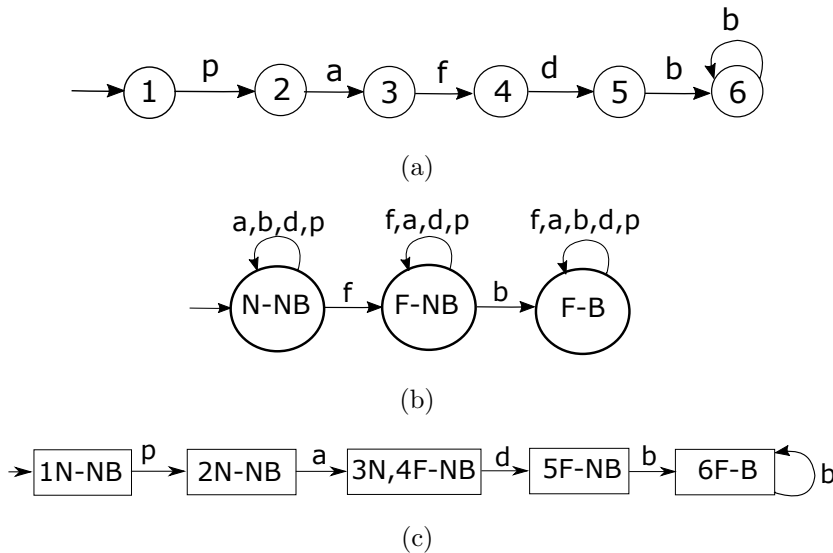 b
p a f d b
1 2 3 4 5 6
(a)
a,b,d,p f,a,d,p f,a,b,d,p
f b
N-NB F-NB F-B
(b)
p a d b
1N-NB 2N-NB 3N,4F-NB 5F-NB 6F-B b
(c)